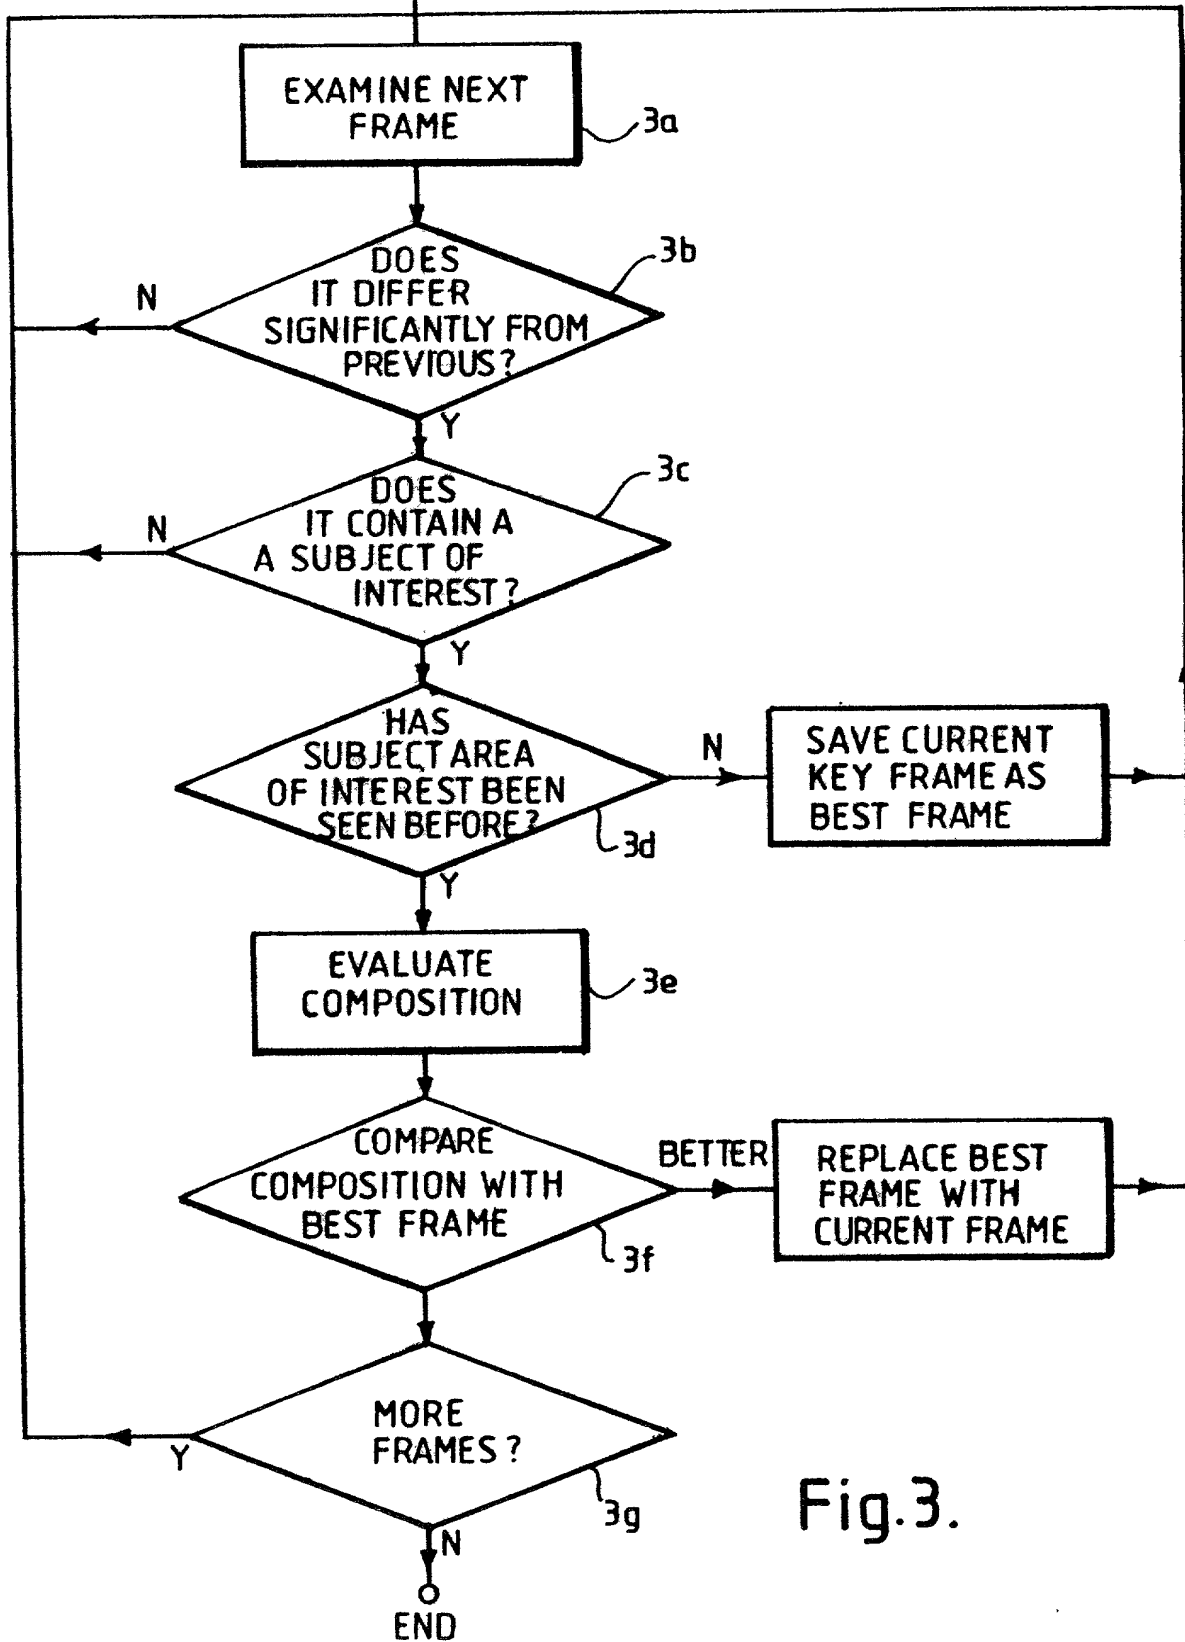 EXAMINE NEXT
FRAME
3a
DOES
IT DIFFER
SIGNIFICANTLY FROM
PREVIOUS?
3b
N
Y
DOES
IT CONTAIN A
A SUBJECT OF
INTEREST?
3c
N
Y
HAS
SUBJECT AREA
OF INTEREST BEEN
SEEN BEFORE?
3d
N
SAVE CURRENT
KEY FRAME AS
BEST FRAME
Y
EVALUATE
COMPOSITION
3e
COMPARE
COMPOSITION WITH
BEST FRAME
3f
BETTER
REPLACE BEST
FRAME WITH
CURRENT FRAME
MORE
FRAMES?
3g
Y
N
END
Fig.3.